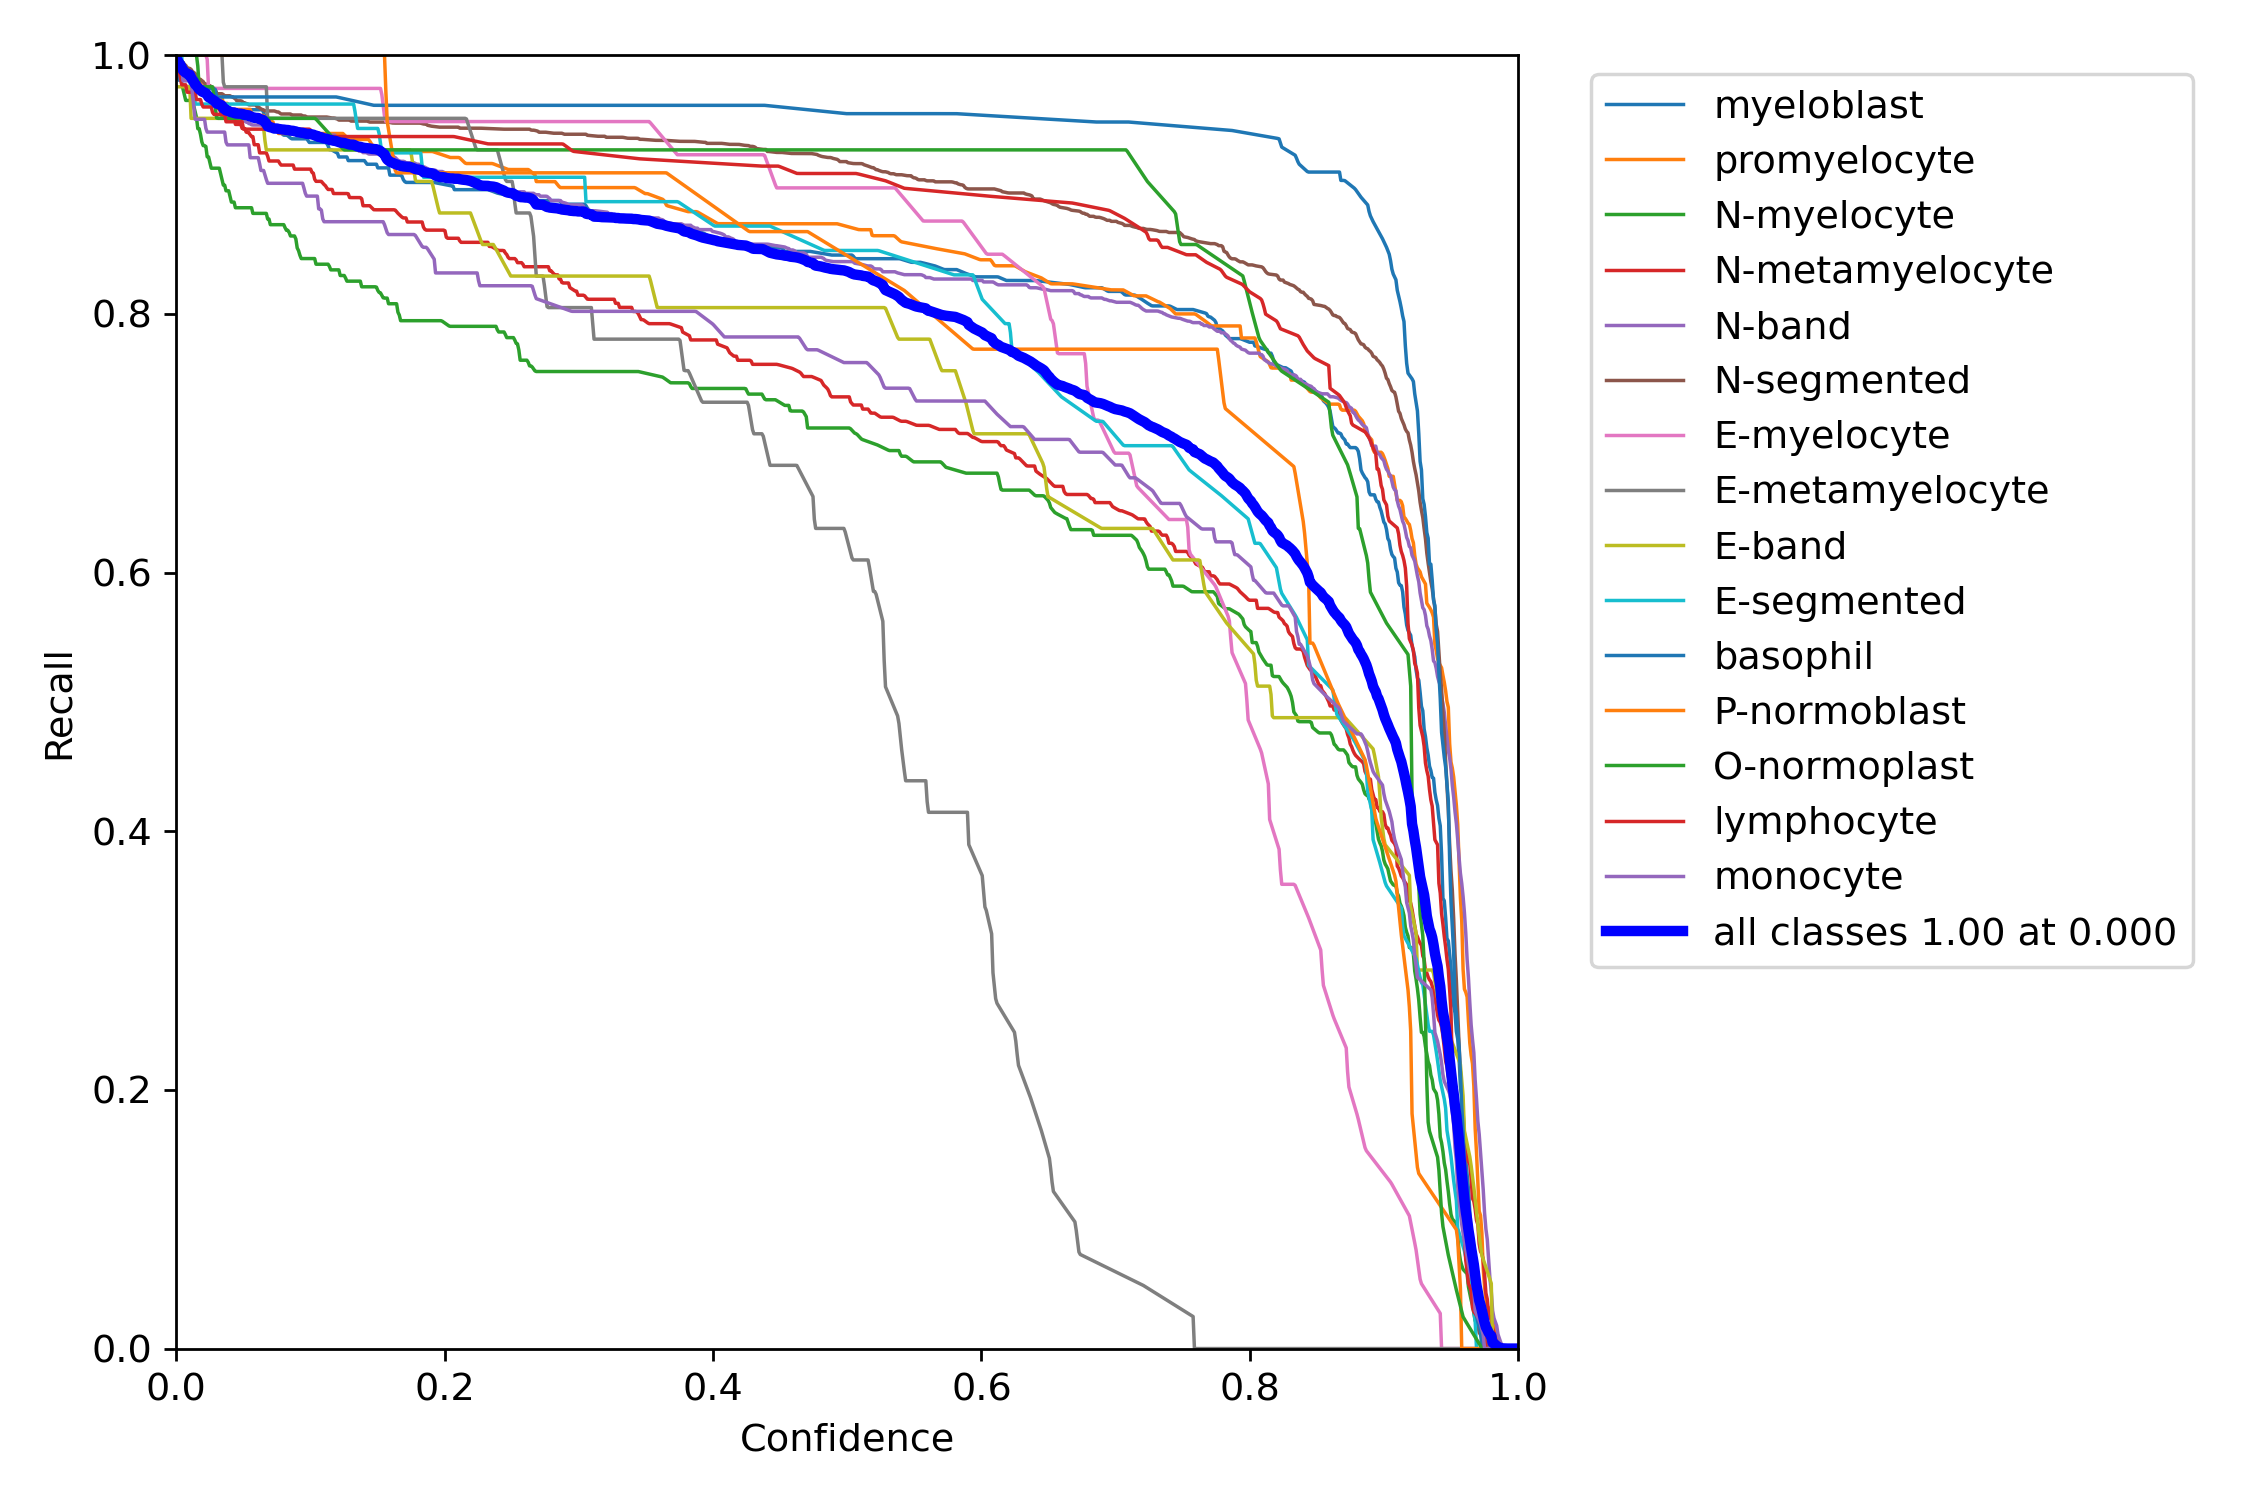 1.0
0.8
0.6
0.4
0.2
0.0
Recall
0.0 0.2 0.4 0.6 0.8 1.0
Confidence
myeloblast
promyelocyte
N-myelocyte
N-metamyelocyte
N-band
N-segmented
E-myelocyte
E-metamyelocyte
E-band
E-segmented
basophil
P-normoblast
O-normoplast
lymphocyte
monocyte
all classes 1.00 at 0.000